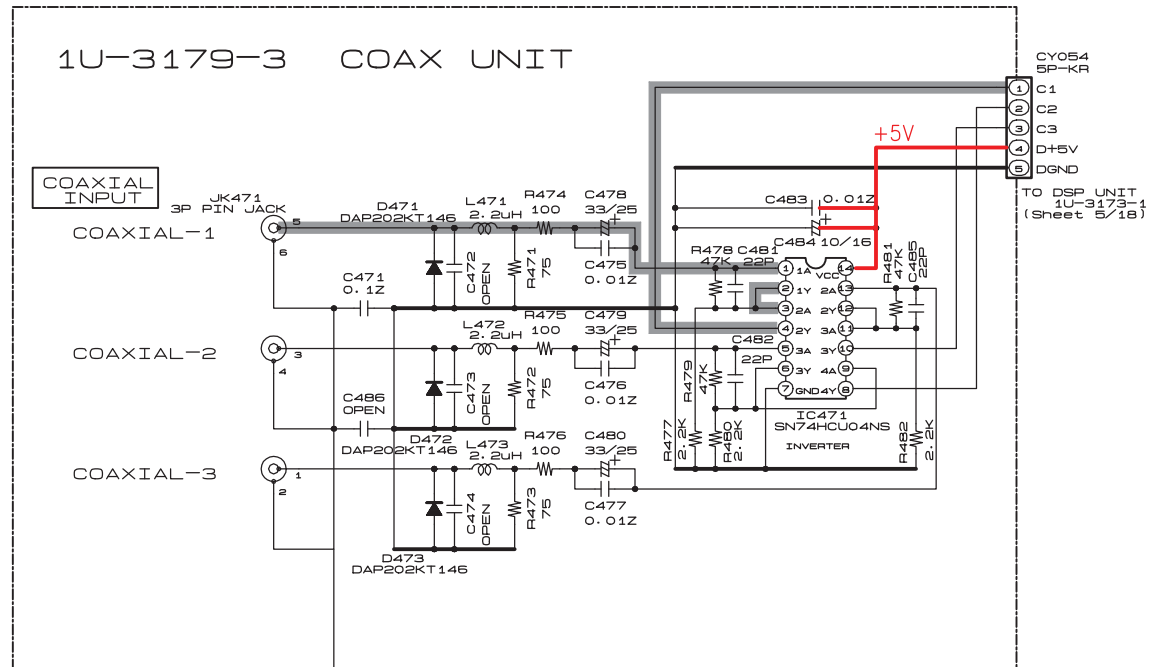 1U-3179-3 COAX UNIT
CY054
5P-KR
1 C1
2 C2
3 C3
4 D+5V
5 DGND
+5V
TO DSP UNIT
1U-3173-1
(Sheet 5/18)
COAXIAL
INPUT
JK471
3P PIN JACK
COAXIAL-1
5
6
D471
DAP202KT146
L471
2.2uH
R474
100
C478
33/25
+
C472
OPEN
R471
75
C475
0.01Z
C471
0.1Z
C483 0.01Z
+
C484 10/16
R478
47K
C481
22P
R481
47K
C485
22P
1 1A VCC 14
2 1Y 2A 13
3 2A 2Y 12
4 2Y 3A 11
5 3A 3Y 10
6 3Y 4A 9
7 GND 4Y 8
IC471
SN74HCU04NS
INVERTER
C482
22P
R479
47K
R477
2.2K
R480
2.2K
R482
2.2K
COAXIAL-2
3
4
L472
2.2uH
R475
100
C479
33/25
+
C473
OPEN
R472
75
C476
0.01Z
C486
OPEN
D472
DAP202KT146
COAXIAL-3
1
2
L473
2.2uH
R476
100
C480
33/25
+
C474
OPEN
R473
75
C477
0.01Z
D473
DAP202KT146